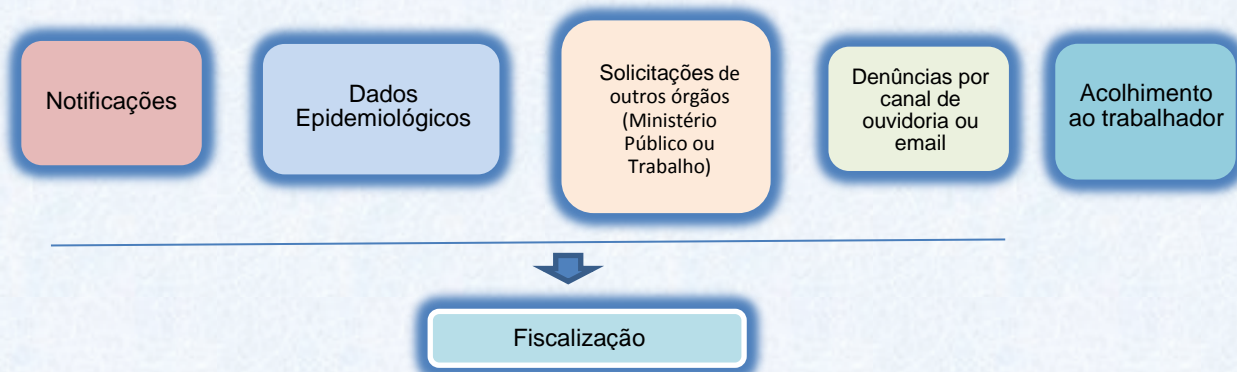 Notificações
Dados
Epidemiológicos
Solicitações de
outros órgãos
(Ministério
Público ou
Trabalho)
Denúncias por
canal de
ouvidoria ou
email
Acolhimento
ao trabalhador
Fiscalização